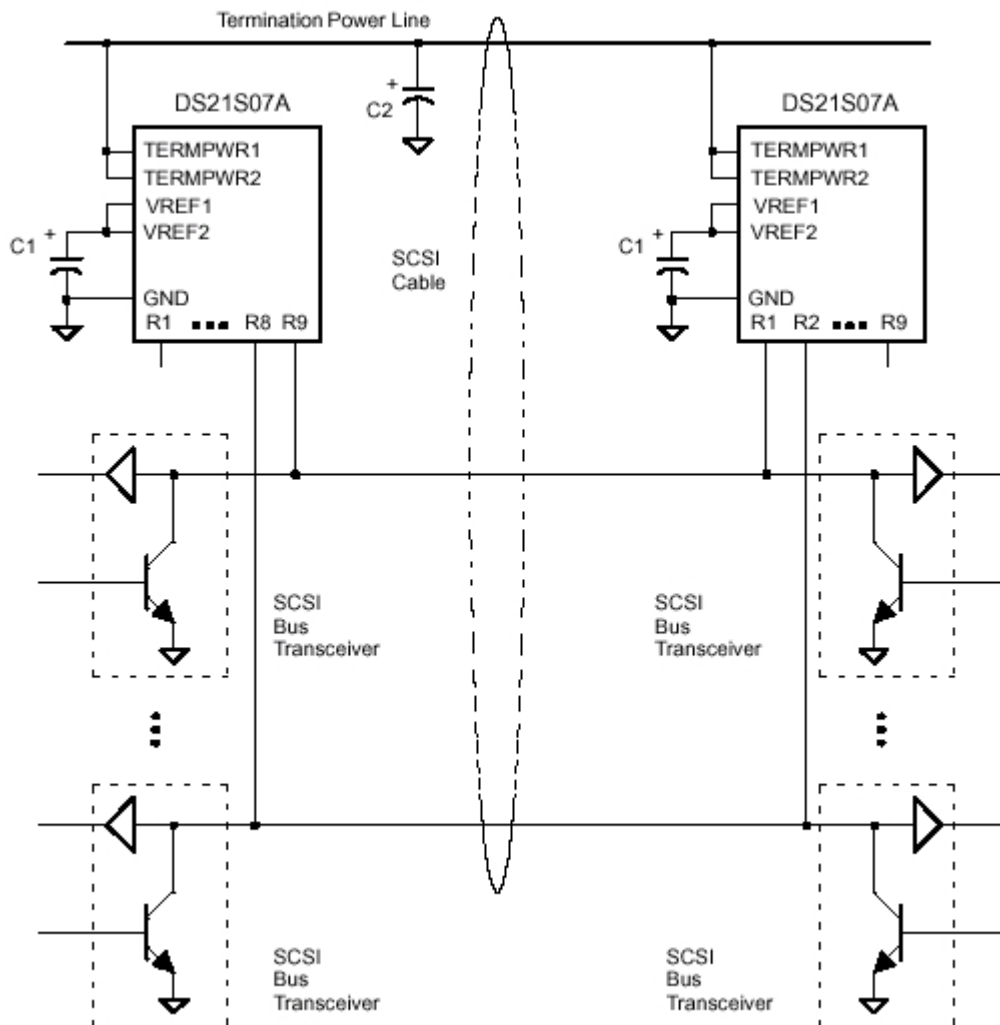 Termination Power Line
DS21S07A
+
C2
DS21S07A
TERMPWR1
TERMPWR2
VREF1
VREF2
C1
+
GND
R1 ... R8 R9
SCSI
Cable
TERMPWR1
TERMPWR2
VREF1
VREF2
C1
+
GND
R1 R2 ... R9
SCSI
Bus
Transceiver
SCSI
Bus
Transceiver
SCSI
Bus
Transceiver
SCSI
Bus
Transceiver